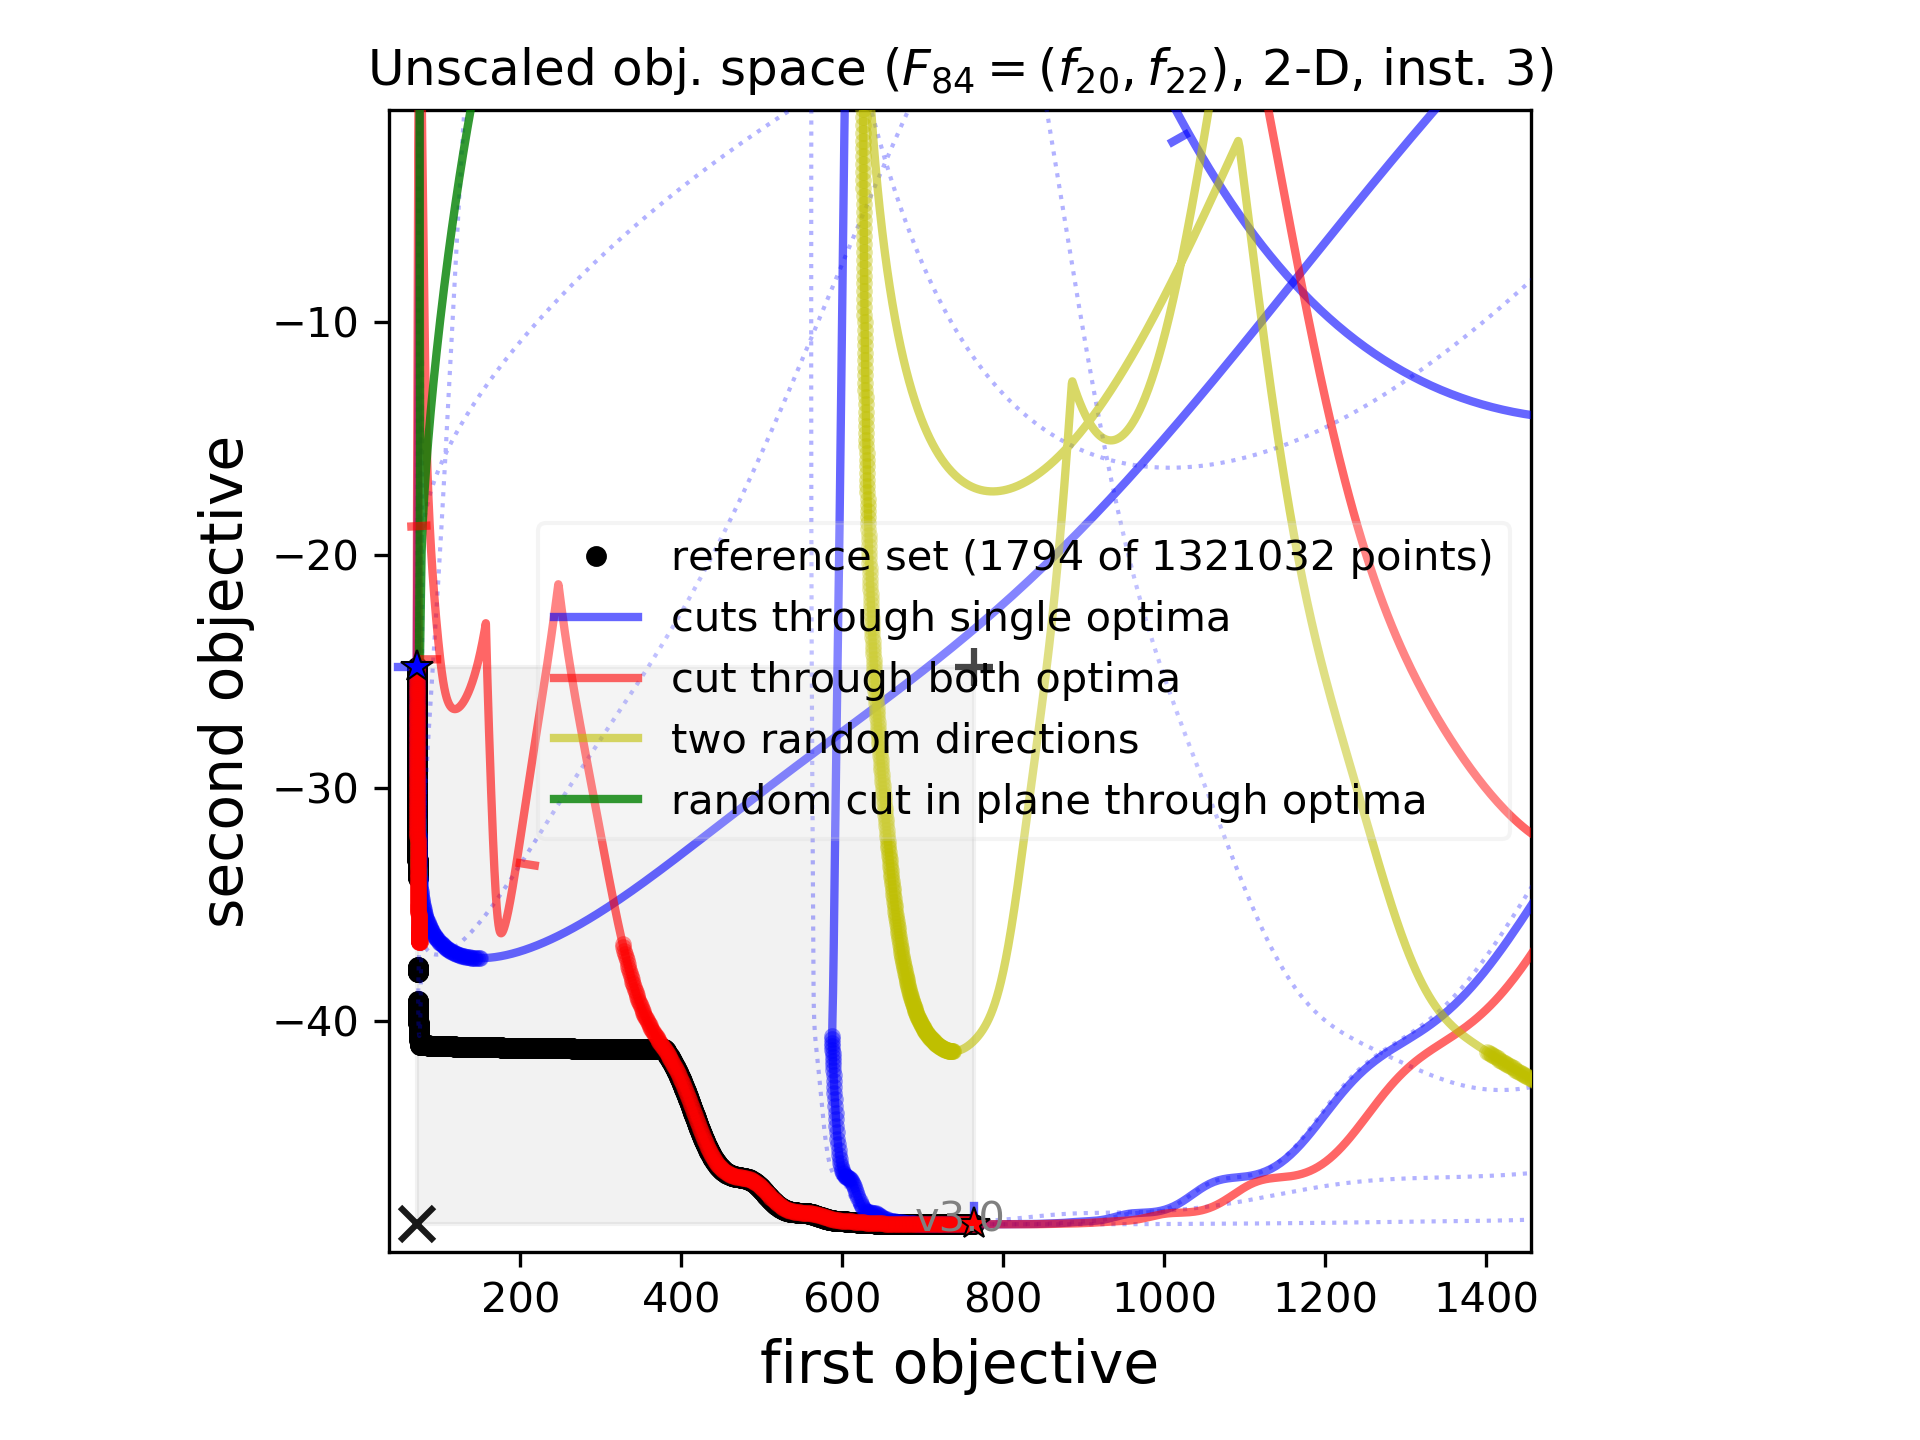 Unscaled obj. space (F84 = (f20, f22), 2-D, inst. 3)
second objective
−10
−20
−30
−40
reference set (1794 of 1321032 points)
cuts through single optima
cut through both optima
two random directions
random cut in plane through optima
v3.0
200 400 600 800 1000 1200 1400
first objective